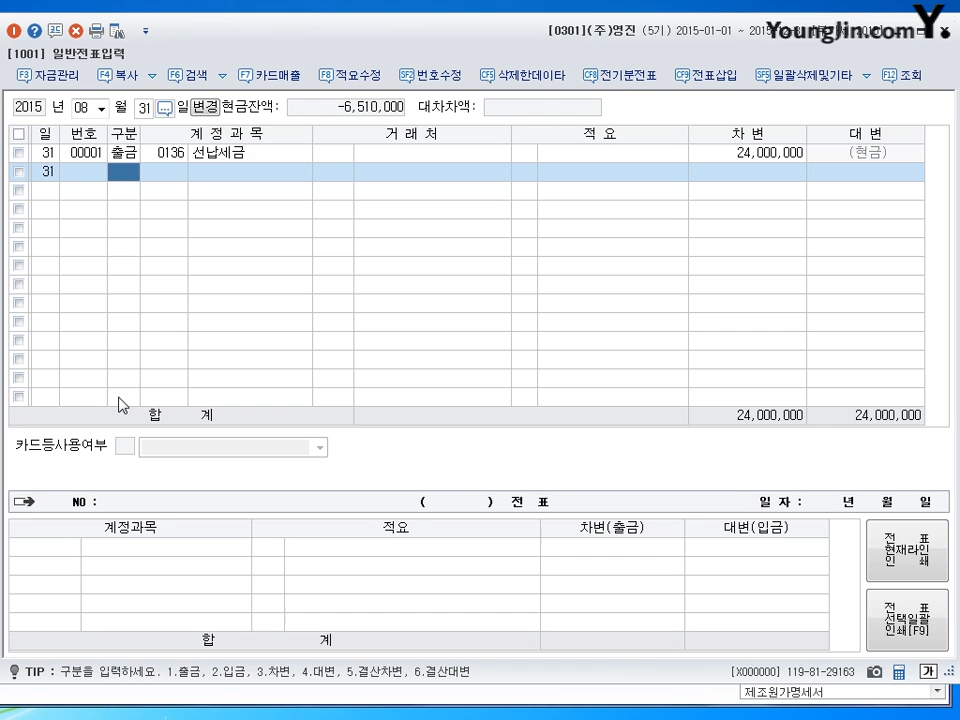 [0301](주)영진 (5기) 2015-01-01 ~
Younglin.com Y.
[1001] 일반전표입력
F3 자금관리 F4 복사 F6 검색 F7 카드매출 F8 적요수정 SF2 번호수정 CF5 삭제한데이타 CF8 전기분전표 CF9 전표삽입 SF5 일괄삭제및기타 F12 조회
2015 년 08 월 31 일 변경 현금잔액: -6,510,000 대차차액:
일 번호 구분 계 정 과 목 거 래 처 적 요 차 변 대 변
31 00001 출금 0136 선납세금 24,000,000 (현금)
31
합 계 24,000,000 24,000,000
카드등사용여부
NO : ( ) 전 표 일 자 : 년 월 일
계정과목 적요 차변(출금) 대변(입금)
전 표
현재라인
인 쇄
전 표
선택일괄
인쇄[F9]
합 계
TIP : 구분을 입력하세요. 1.출금, 2.입금, 3.차변, 4.대변, 5.결산차변, 6.결산대변 [X000000] 119-81-29163 가
제조원가명세서